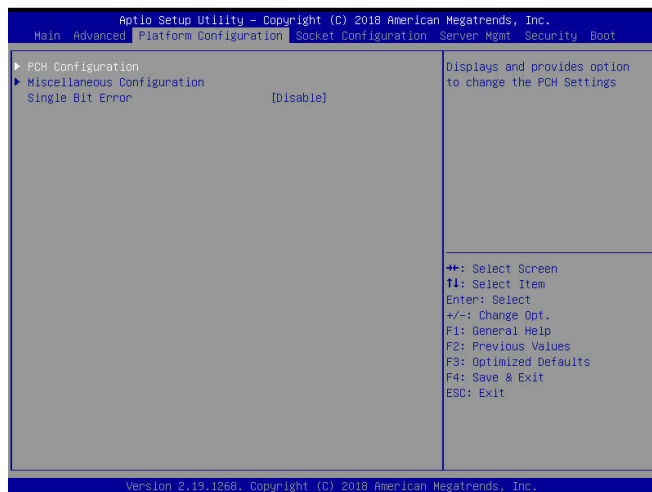 Aptio Setup Utility – Copyright (C) 2018 American Megatrends, Inc.
Main Advanced Platform Configuration Socket Configuration Server Mgmt Security Boot
PCH Configuration
Miscellaneous Configuration
Single Bit Error [Disable]
Displays and provides option
to change the PCH Settings
→←: Select Screen
↑↓: Select Item
Enter: Select
+/-: Change Opt.
F1: General Help
F2: Previous Values
F3: Optimized Defaults
F4: Save & Exit
ESC: Exit
Version 2.19.1268. Copyright (C) 2018 American Megatrends, Inc.